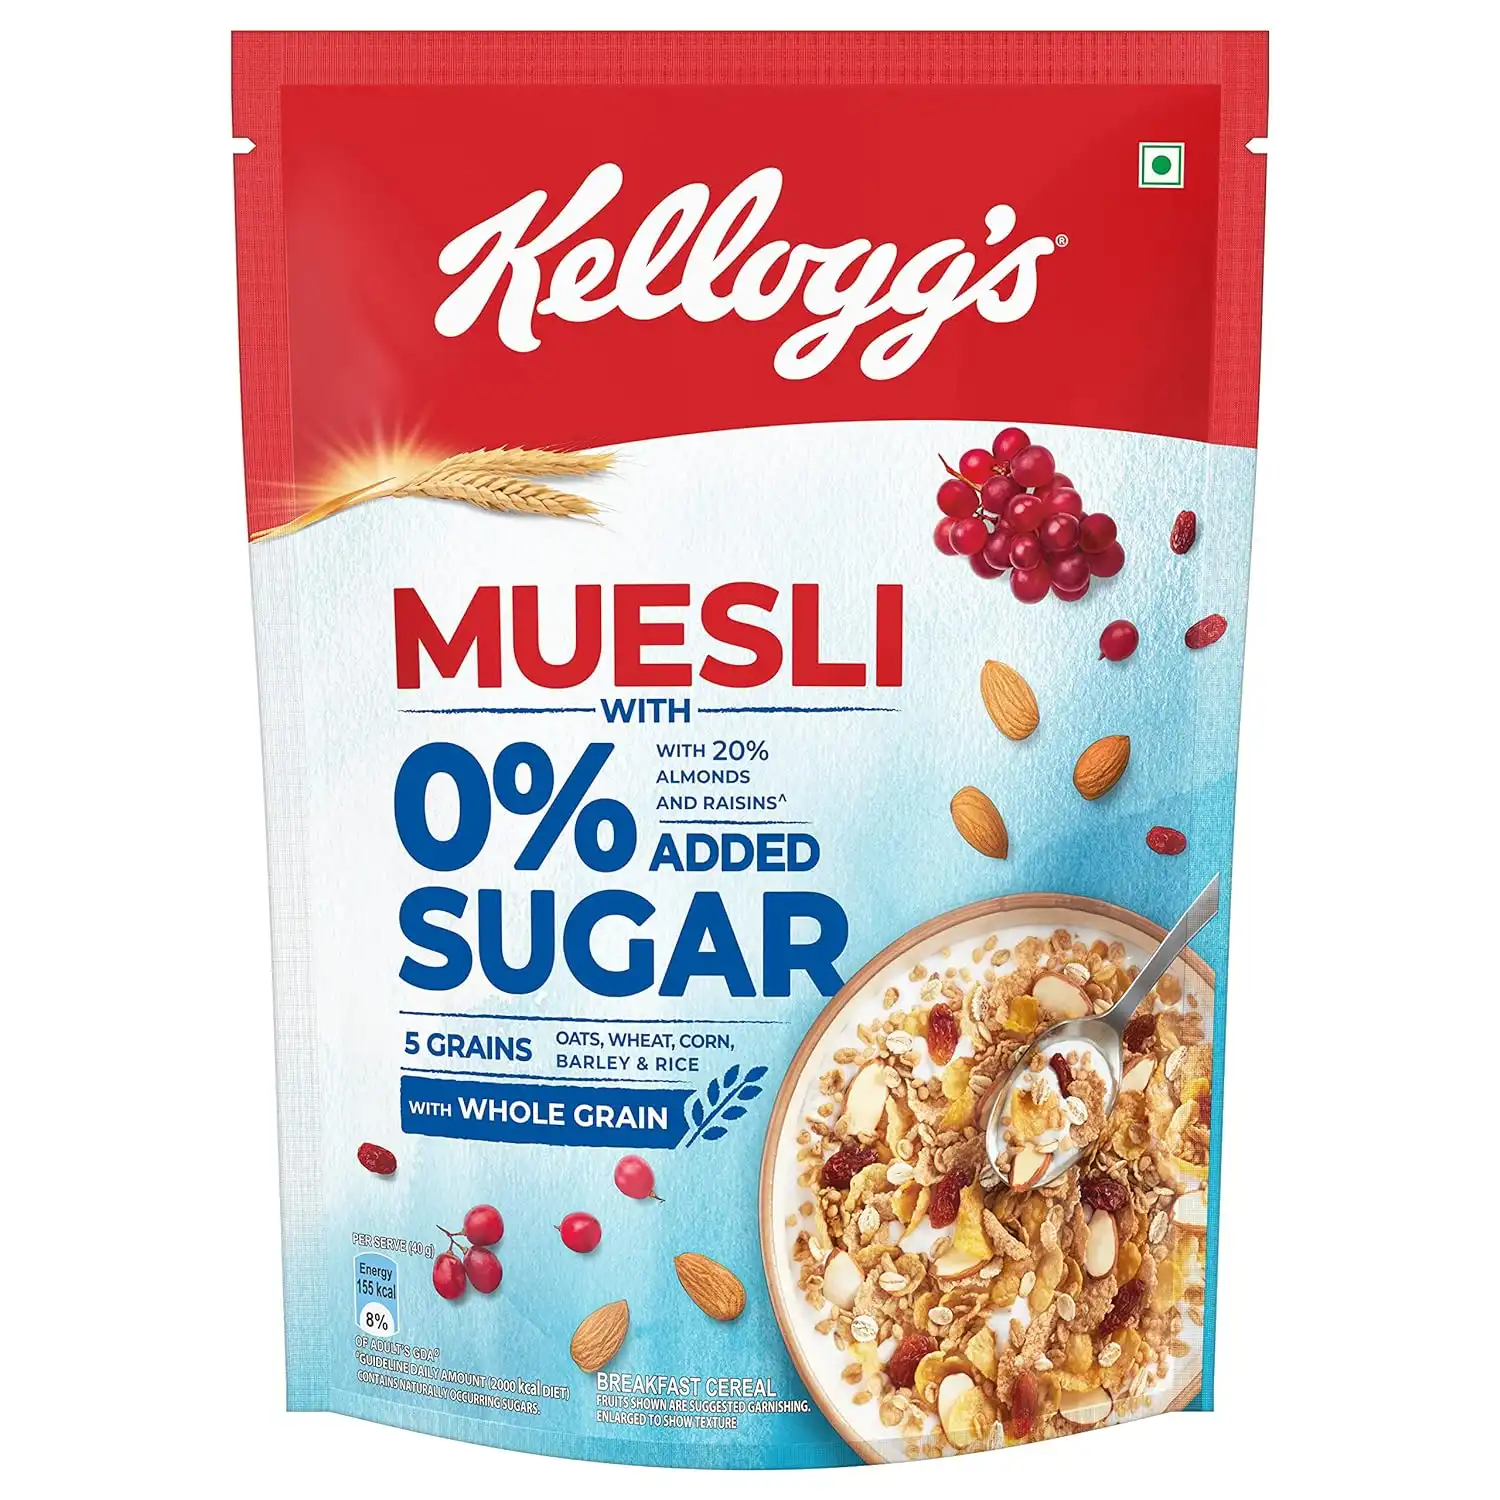 Kellogg's®
MUESLI
WITH
0%
WITH 20%
ALMONDS
AND RAISINS^
ADDED
SUGAR
5 GRAINS
OATS, WHEAT, CORN,
BARLEY & RICE
WITH WHOLE GRAIN
PER SERVE (40 g)
Energy
155 kcal
8%
OF ADULT'S GDA*
*GUIDELINE DAILY AMOUNT (2000 kcal DIET)
CONTAINS NATURALLY OCCURRING SUGARS.
BREAKFAST CEREAL
FRUITS SHOWN ARE SUGGESTED GARNISHING.
ENLARGED TO SHOW TEXTURE